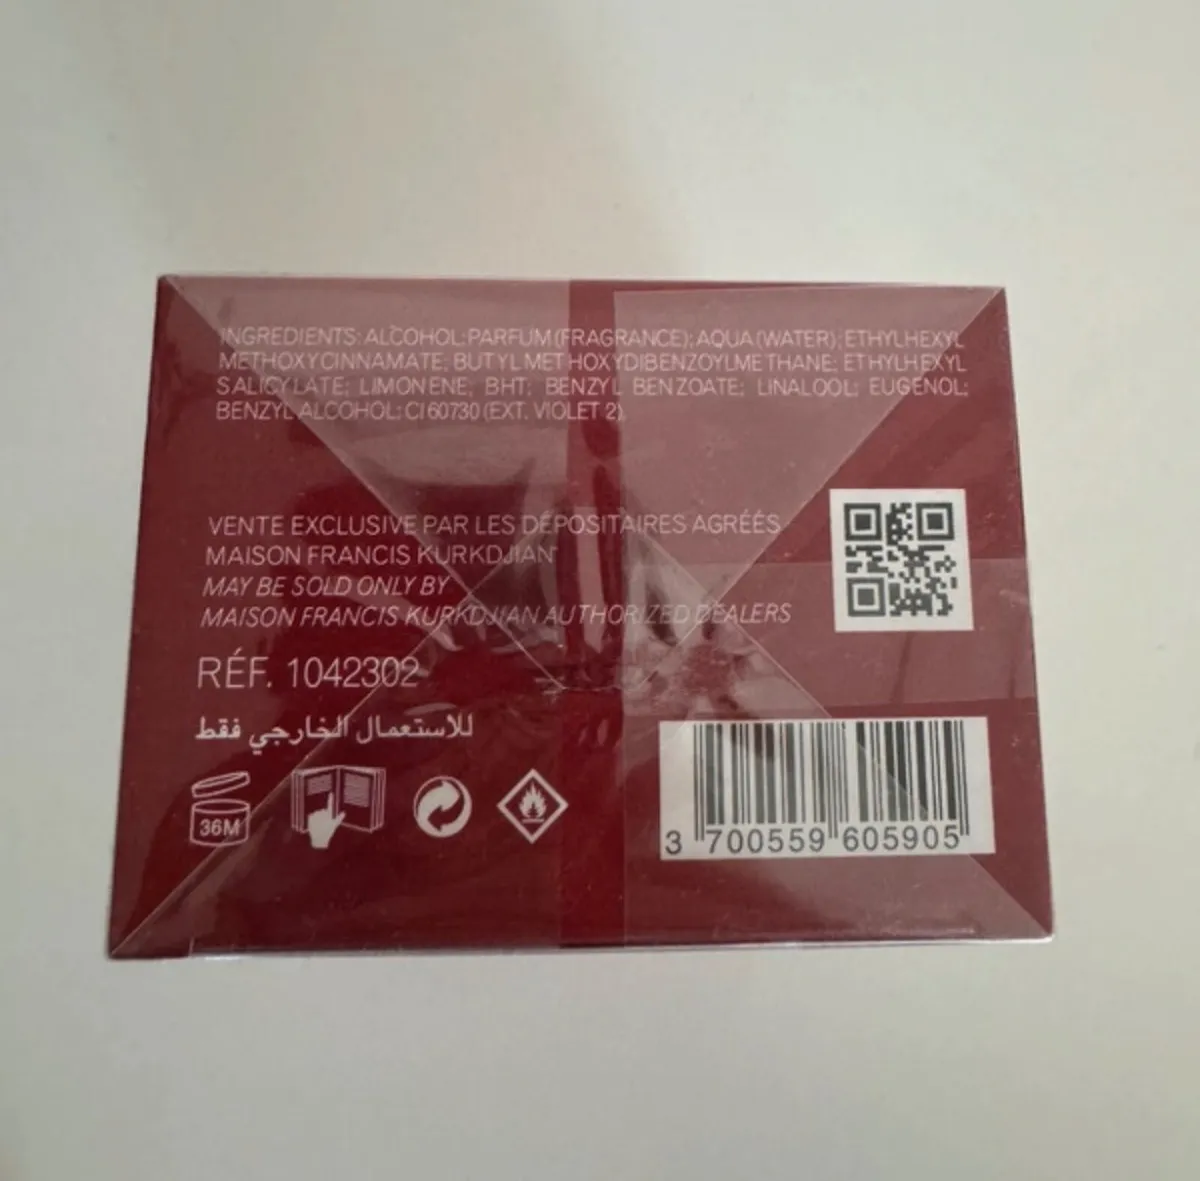 INGREDIENTS: ALCOHOL; PARFUM (FRAGRANCE); AQUA (WATER); ETHYLHEXYL
METHOXYCINNAMATE; BUTYL METHOXYDIBENZOYLMETHANE; ETHYLHEXYL
SALICYLATE; LIMONENE, BHT; BENZYL BENZOATE; LINALOOL; EUGENOL;
BENZYL ALCOHOL; CI 60730 (EXT. VIOLET 2).
VENTE EXCLUSIVE PAR LES DÉPOSITAIRES AGRÉÉS
MAISON FRANCIS KURKDJIAN
MAY BE SOLD ONLY BY
MAISON FRANCIS KURKDJIAN AUTHORIZED DEALERS
RÉF. 1042302
للاستعمال الخارجي فقط
36M
3 700559 605905